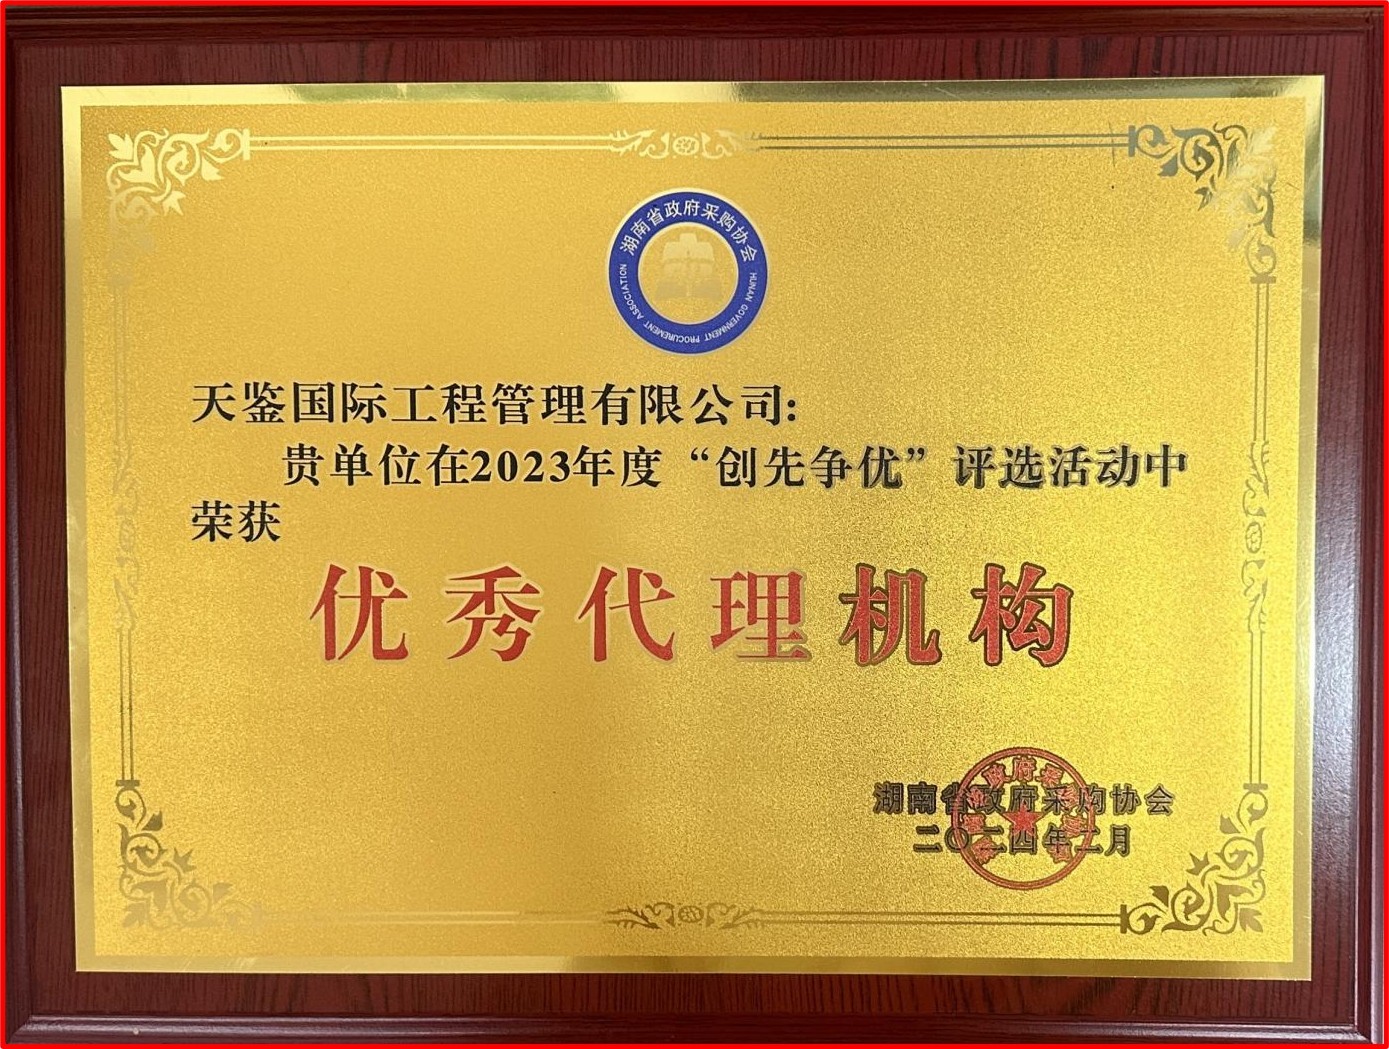 湖南省政府采购协会
HUNAN GOVERNMENT PROCUREMENT ASSOCIATION
天鉴国际工程管理有限公司:
贵单位在2023年度“创先争优”评选活动中
荣获
优秀代理机构
湖南省政府采购协会
二〇二四年二月